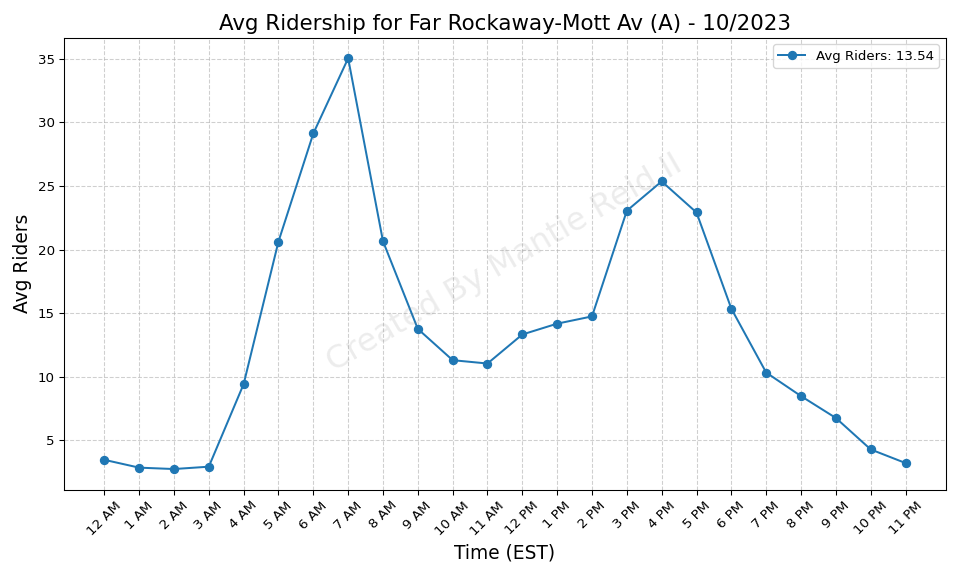 Avg Ridership for Far Rockaway-Mott Av (A) - 10/2023
Avg Riders: 13.54
35
30
25
20
15
10
5
Avg Riders
Created By Mantie Reid II
12 AM
1 AM
2 AM
3 AM
4 AM
5 AM
6 AM
7 AM
8 AM
9 AM
10 AM
11 AM
12 PM
1 PM
2 PM
3 PM
4 PM
5 PM
6 PM
7 PM
8 PM
9 PM
10 PM
11 PM
Time (EST)